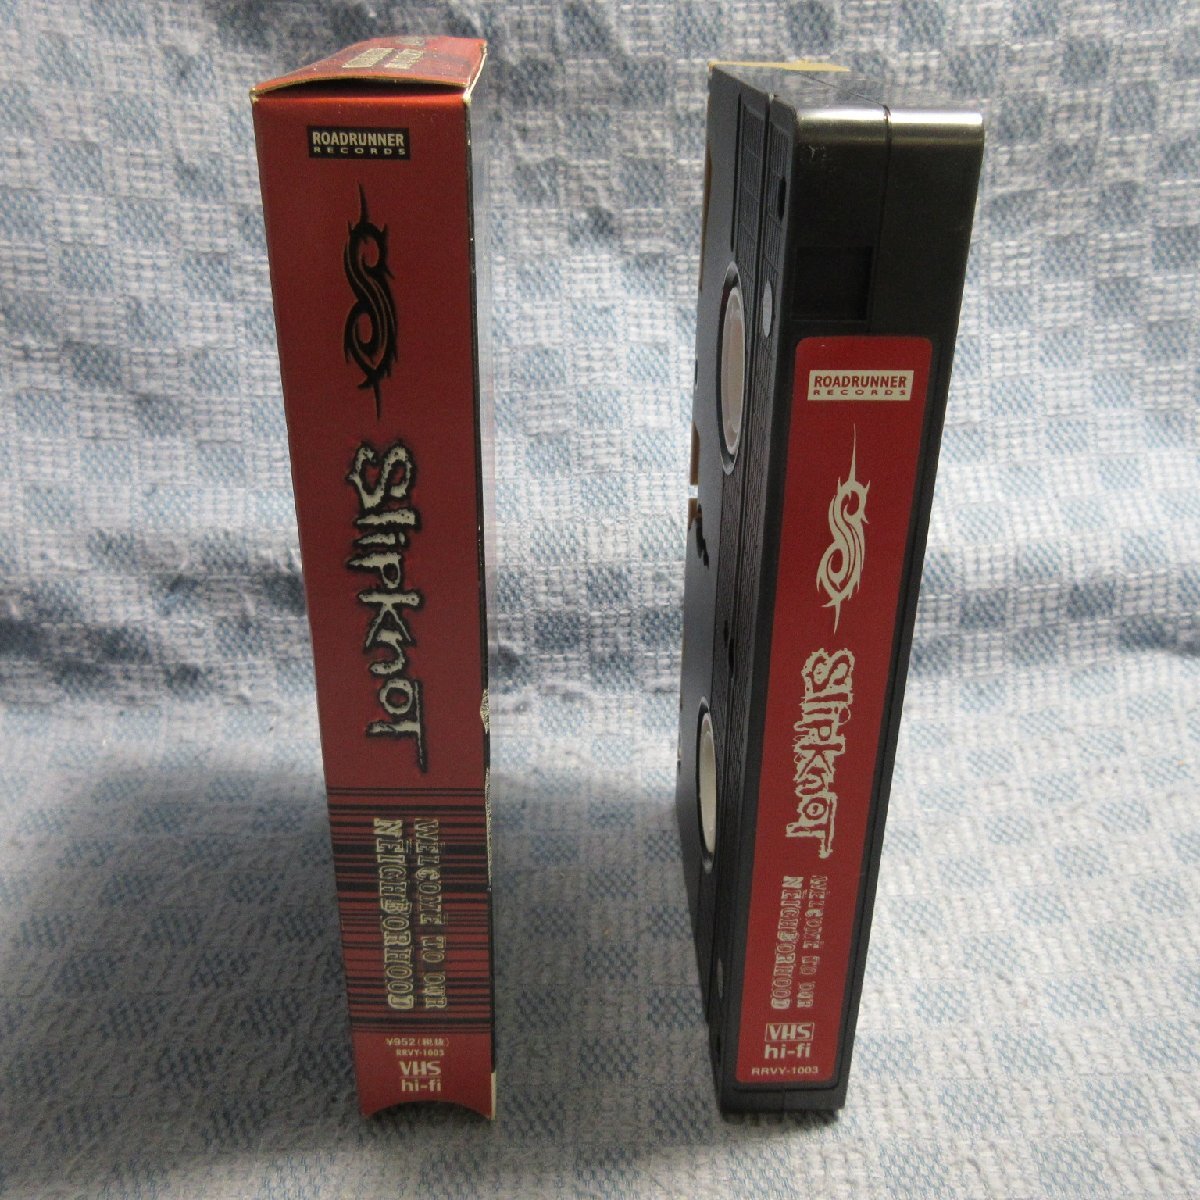 ROADRUNNER
RECORDS
SlipKnoT
WELCOME TO OUR
NEIGHBORHOOD
¥952(税抜)
RRVY-1003
VHS
hi-fi
ROADRUNNER
RECORDS
SlipKnoT
WELCOME TO OUR
NEIGHBORHOOD
VHS
hi-fi
RRVY-1003